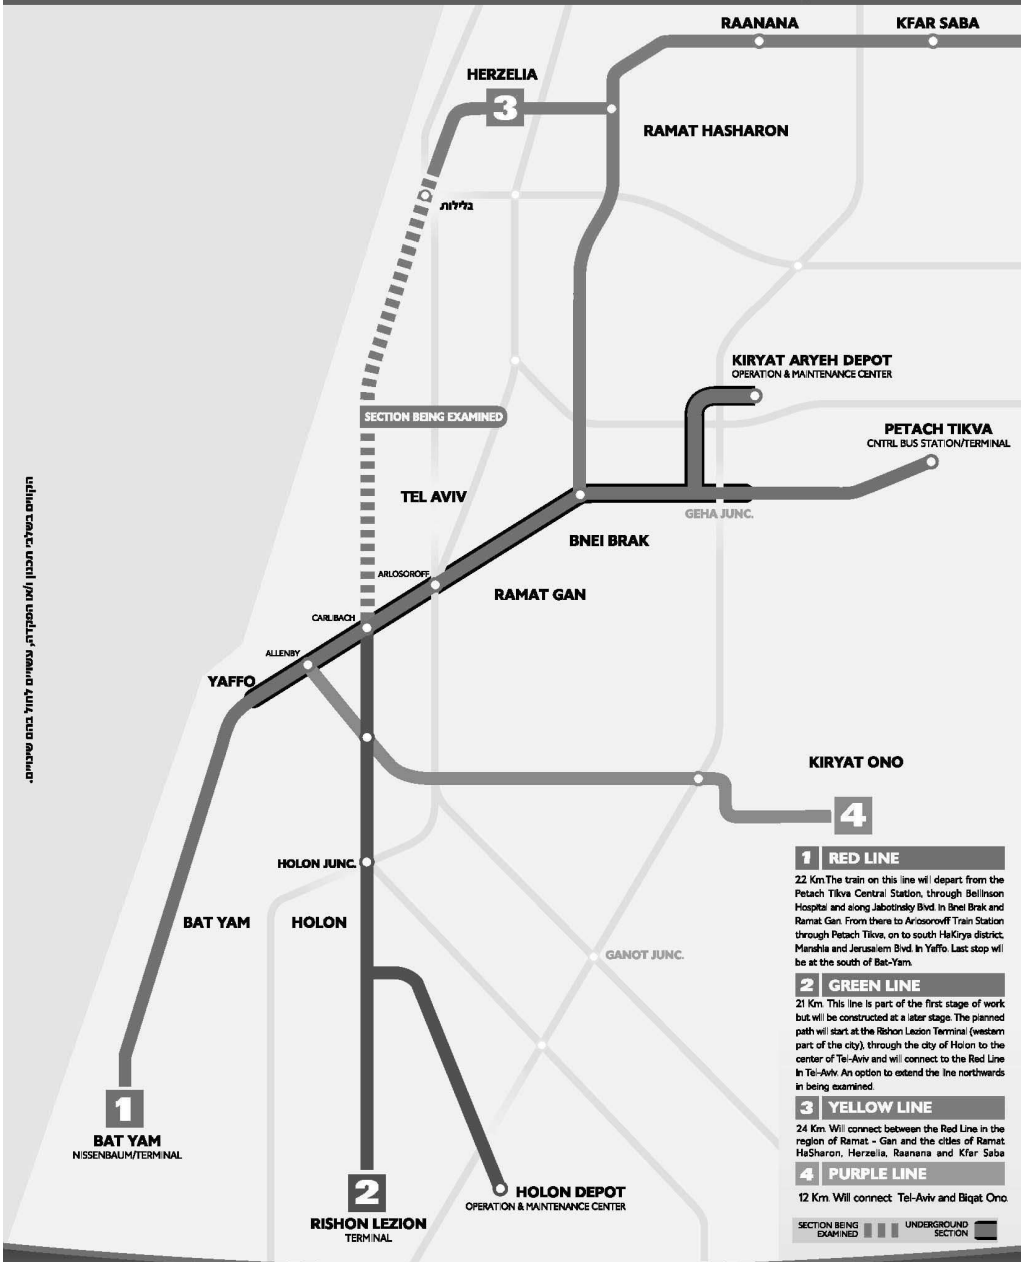 RAANANA
KFAR SABA
HERZELIA
3
RAMAT HASHARON
גלילות
KIRYAT ARYEH DEPOT
OPERATION & MAINTENANCE CENTER
SECTION BEING EXAMINED
PETACH TIKVA
CNTRL BUS STATION/TERMINAL
TEL AVIV
GEHA JUNC.
BNEI BRAK
ARLOSOROFF
RAMAT GAN
CARLIBACH
ALLENBY
YAFFO
הקווים בשלבי תכנון ו/או הפקדה, עשויים לחול בהם שינויים.
KIRYAT ONO
4
HOLON JUNC.
BAT YAM
HOLON
GANOT JUNC.
1
BAT YAM
NISSENBAUM/TERMINAL
2
RISHON LEZION
TERMINAL
HOLON DEPOT
OPERATION & MAINTENANCE CENTER
1 RED LINE
22 Km.The train on this line will depart from the
Petach Tikva Central Station, through Beilinson
Hospital and along Jabotinsky Blvd. in Bnei Brak and
Ramat Gan. From there to Arlosorovff Train Station
through Petach Tikva, on to south HaKirya district,
Manshia and Jerusalem Blvd. in Yaffo. Last stop will
be at the south of Bat-Yam.
2 GREEN LINE
21 Km. This line is part of the first stage of work
but will be constructed at a later stage. The planned
path will start at the Rishon Lezion Terminal (western
part of the city), through the city of Holon to the
center of Tel-Aviv and will connect to the Red Line
in Tel-Aviv. An option to extend the line northwards
in being examined.
3 YELLOW LINE
24 Km. Will connect between the Red Line in the
region of Ramat - Gan and the cities of Ramat
HaSharon, Herzelia, Raanana and Kfar Saba
4 PURPLE LINE
12 Km. Will connect Tel-Aviv and Biqat Ono.
SECTION BEING
EXAMINED
UNDERGROUND
SECTION